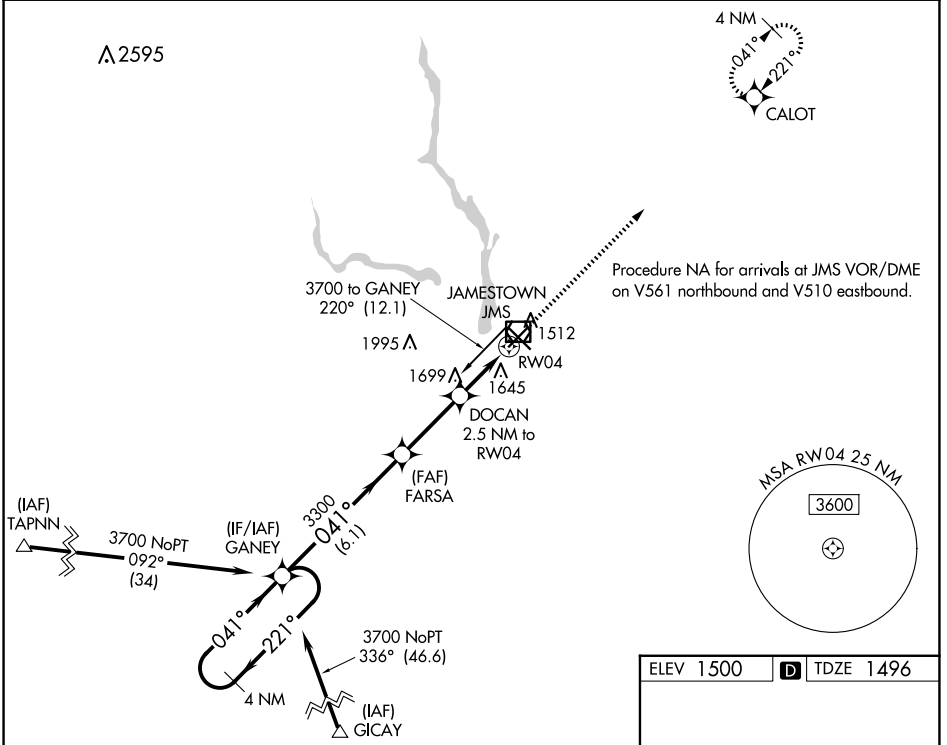 2595
4 NM
041°
221°
CALOT
Procedure NA for arrivals at JMS VOR/DME
on V561 northbound and V510 eastbound.
3700 to GANEY
220° (12.1)
JAMESTOWN
JMS
1512
1995
RW04
1699
1645
DOCAN
2.5 NM to
RW04
(FAF)
FARSA
MSA RW04 25 NM
3600
(IAF)
TAPNN
3700 NoPT
092°
(34)
(IF/IAF)
GANEY
3300
041°
(6.1)
041°
221°
4 NM
3700 NoPT
336° (46.6)
(IAF)
GICAY
ELEV 1500 D TDZE 1496